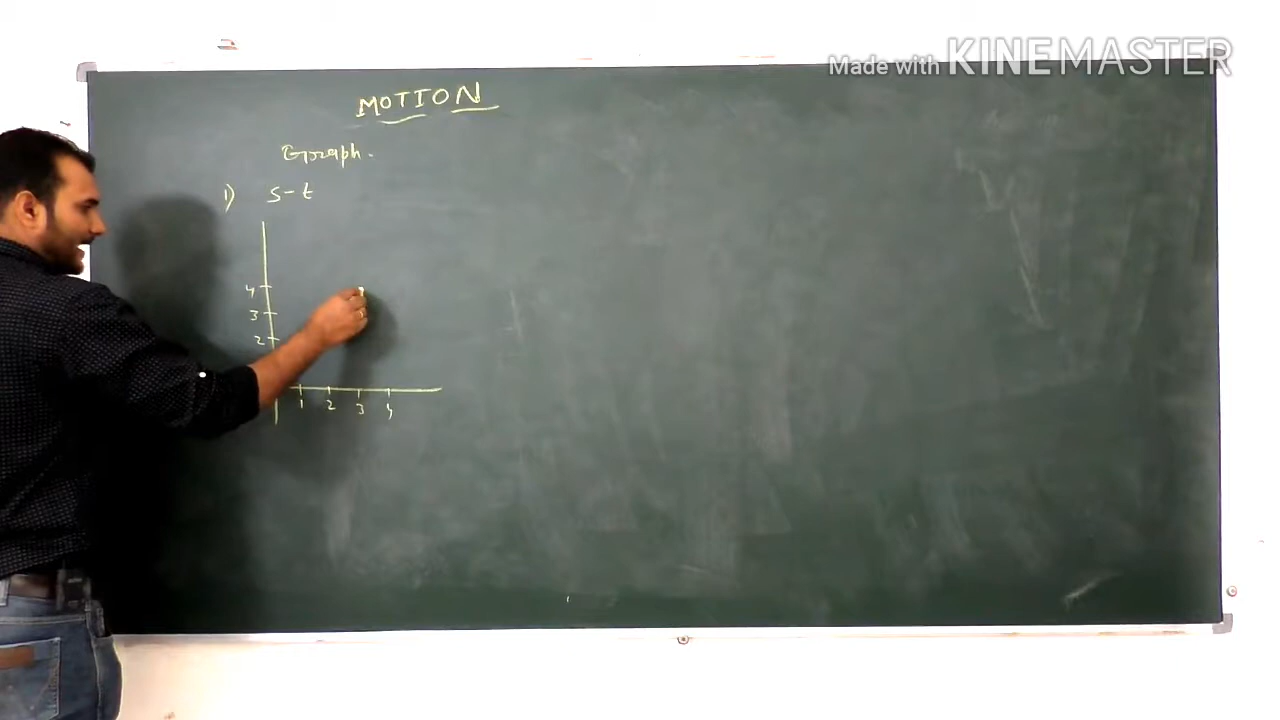 Made with KINEMASTER
MOTION
Graph.
1) s-t
4
3
2
1 2 3 4